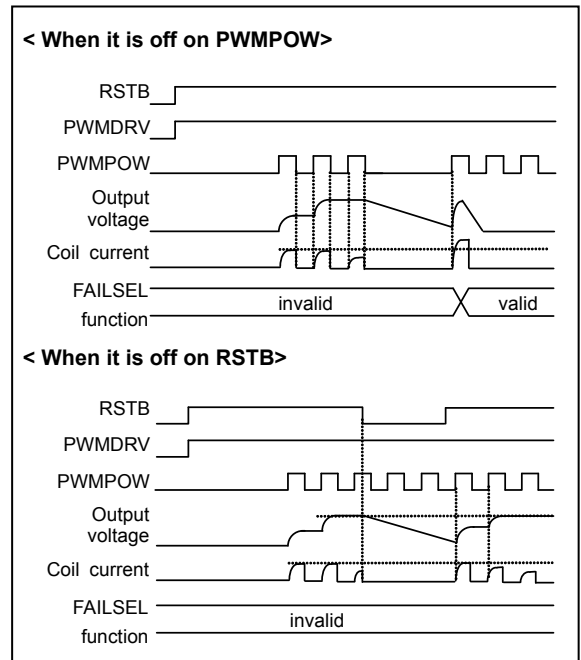 < When it is off on PWMPOW>
RSTB
PWMDRV
PWMPOW
Output
voltage
Coil current
FAILSEL
function
invalid
valid
< When it is off on RSTB>
RSTB
PWMDRV
PWMPOW
Output
voltage
Coil current
FAILSEL
function
invalid